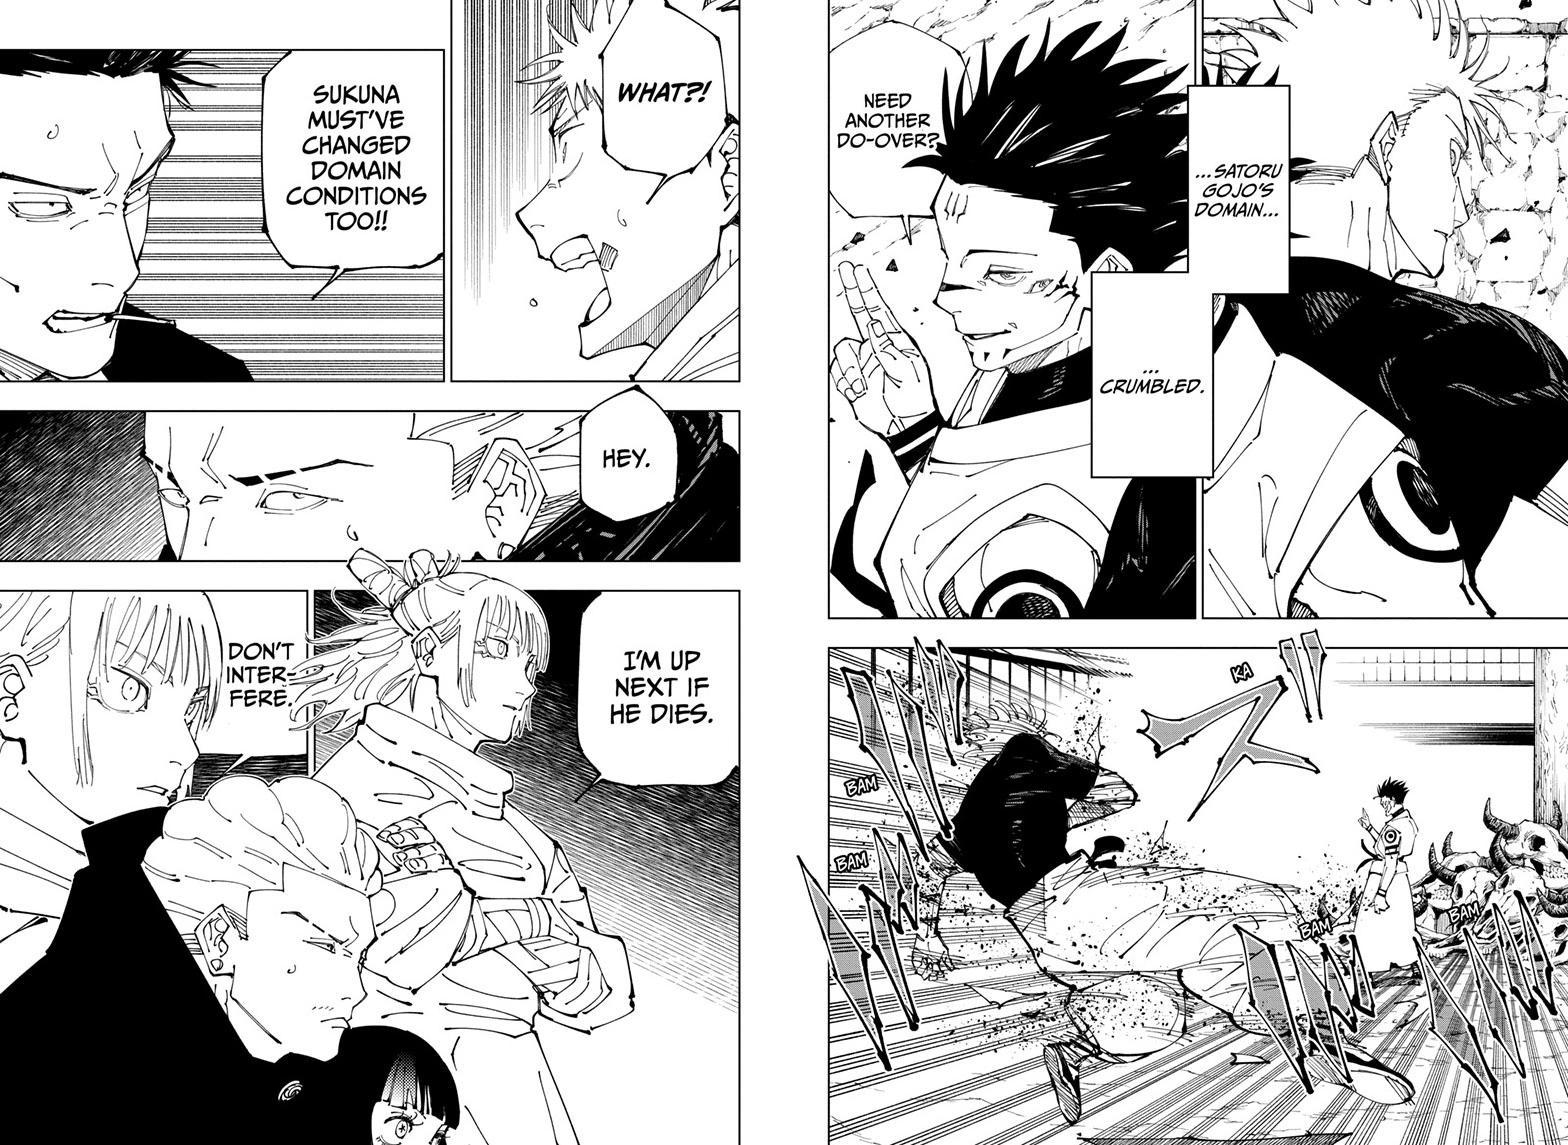 ...SATORU
GOJO'S
DOMAIN...
...
CRUMBLED.
NEED
ANOTHER
DO-OVER?
KA
BAM
BAM
BAM
BAM
BAM
WHAT?!
SUKUNA
MUST'VE
CHANGED
DOMAIN
CONDITIONS
TOO!!
HEY.
I'M UP
NEXT IF
HE DIES.
DON'T
INTER-
FERE.